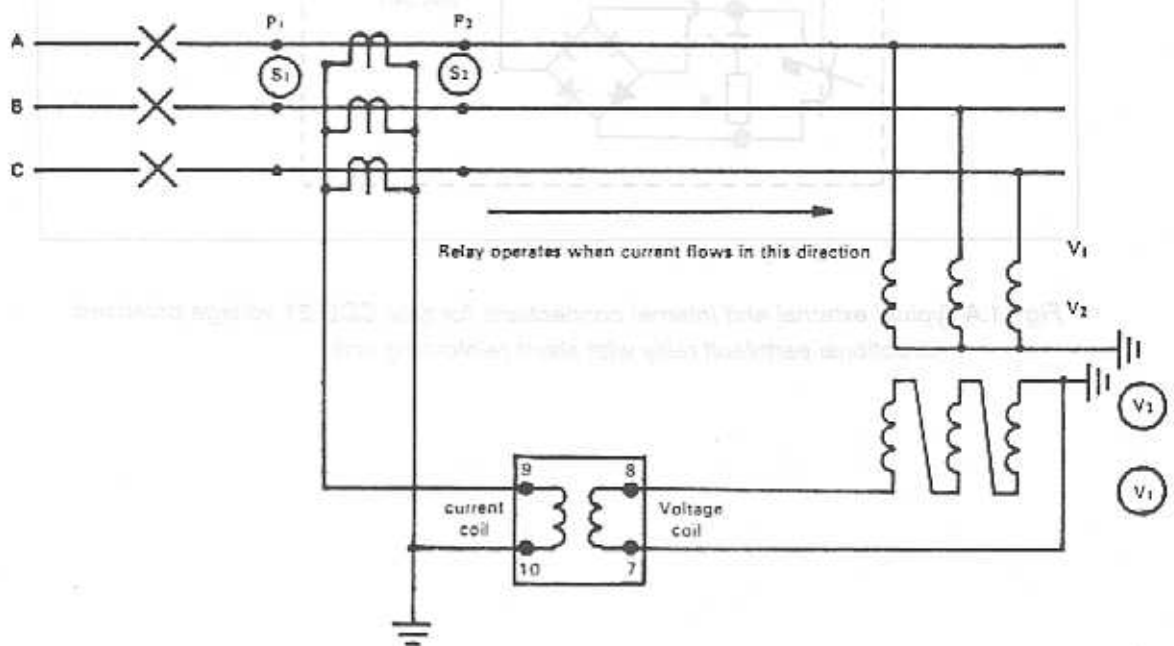 P₁ P₂
A
S₁ S₂
B
C
Relay operates when current flows in this direction
V₁
V₂
V₂
V₁
9 8
current coil
Voltage coil
10 7